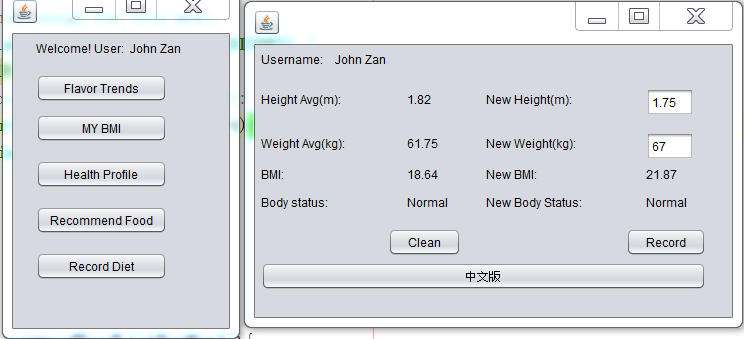 Welcome! User: John Zan
Flavor Trends
MY BMI
Health Profile
Recommend Food
Record Diet
Username: John Zan
Height Avg(m): 1.82 New Height(m): 1.75
Weight Avg(kg): 61.75 New Weight(kg): 67
BMI: 18.64 New BMI: 21.87
Body status: Normal New Body Status: Normal
Clean Record
中文版